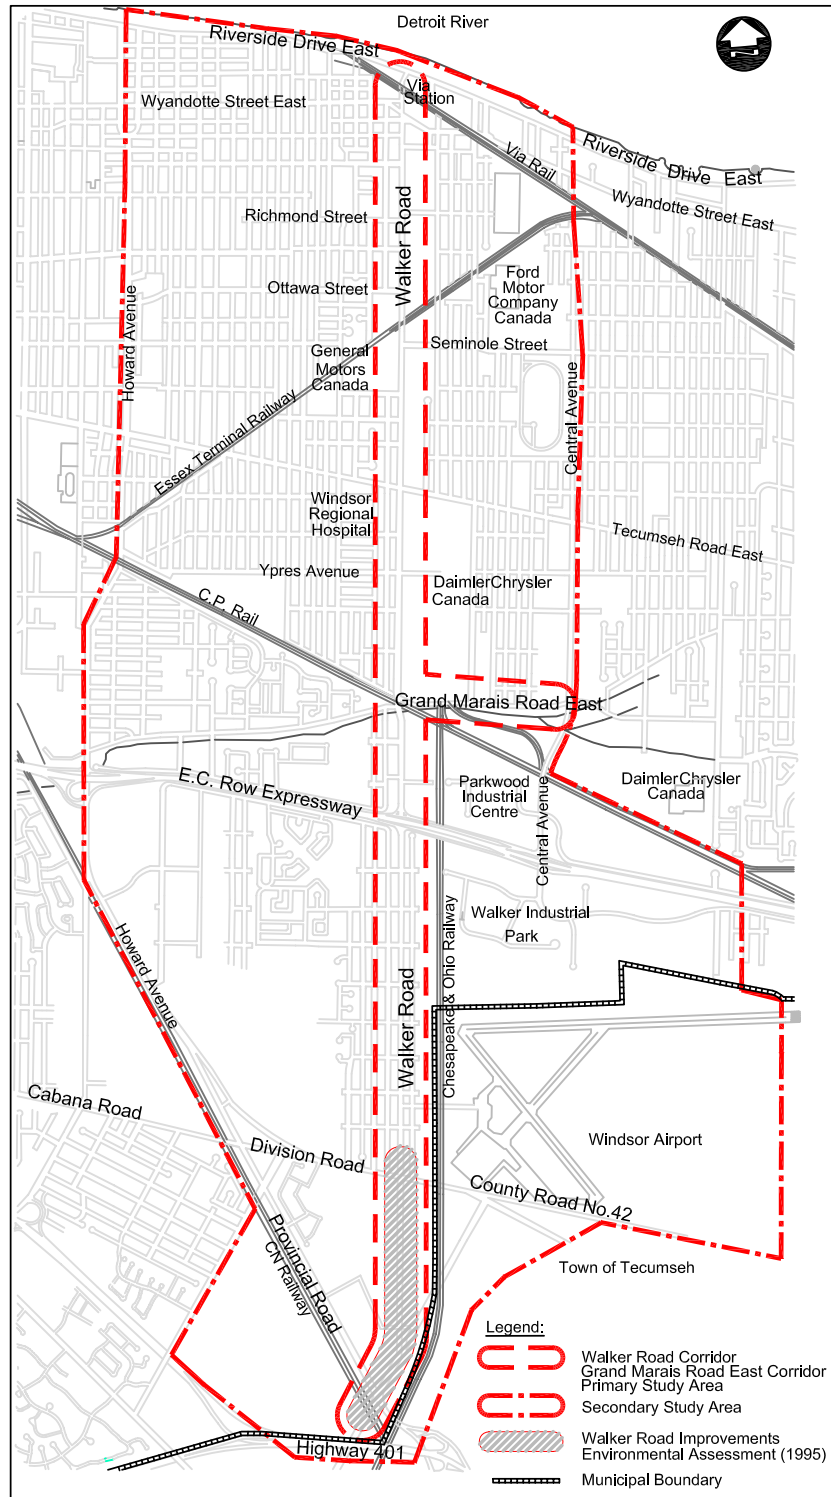 Detroit River
Riverside Drive East
Via
Station
Wyandotte Street East
Via Rail
Riverside Drive East
Wyandotte Street East
Richmond Street
Walker Road
Ottawa Street
Ford
Motor
Company
Canada
Howard Avenue
General
Motors
Canada
Seminole Street
Central Avenue
Essex Terminal Railway
Windsor
Regional
Hospital
Tecumseh Road East
Ypres Avenue
DaimlerChrysler
Canada
C.P. Rail
Grand Marais Road East
E.C. Row Expressway
Parkwood
Industrial
Centre
Central Avenue
DaimlerChrysler
Canada
Walker Industrial
Park
Howard Avenue
Walker Road
Chesapeake & Ohio Railway
Cabana Road
Division Road
Windsor Airport
County Road No.42
Provincial Road
CN Railway
Town of Tecumseh
Highway 401
Legend:
Walker Road Corridor
Grand Marais Road East Corridor
Primary Study Area
Secondary Study Area
Walker Road Improvements
Environmental Assessment (1995)
Municipal Boundary